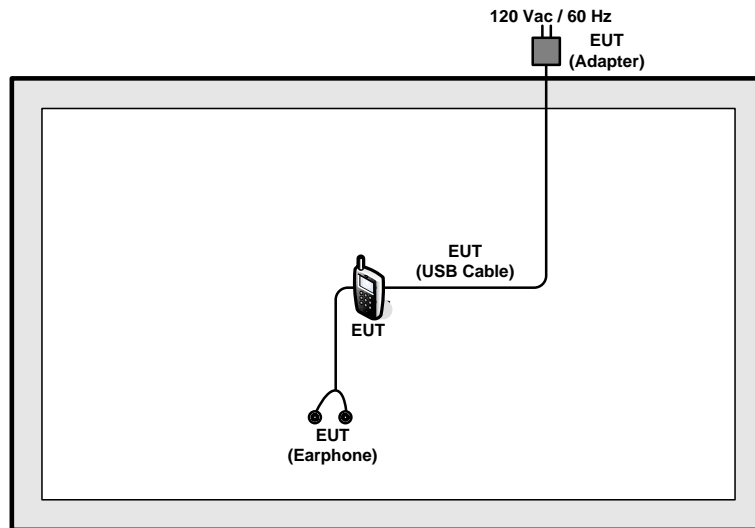 120 Vac / 60 Hz
EUT
(Adapter)
EUT
(USB Cable)
EUT
EUT
(Earphone)